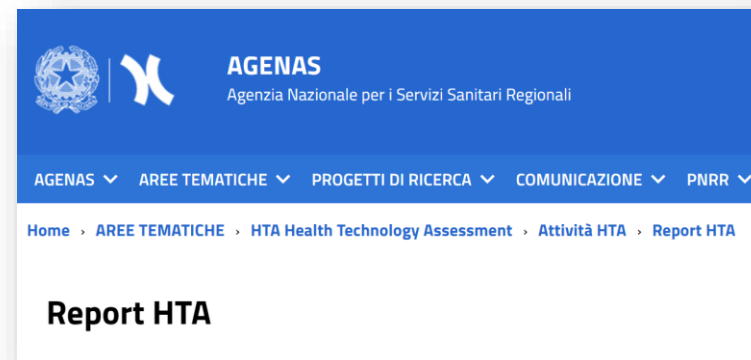 AGENAS
Agenzia Nazionale per i Servizi Sanitari Regionali
AGENAS AREE TEMATICHE PROGETTI DI RICERCA COMUNICAZIONE PNRR
Home › AREE TEMATICHE › HTA Health Technology Assessment › Attività HTA › Report HTA
Report HTA